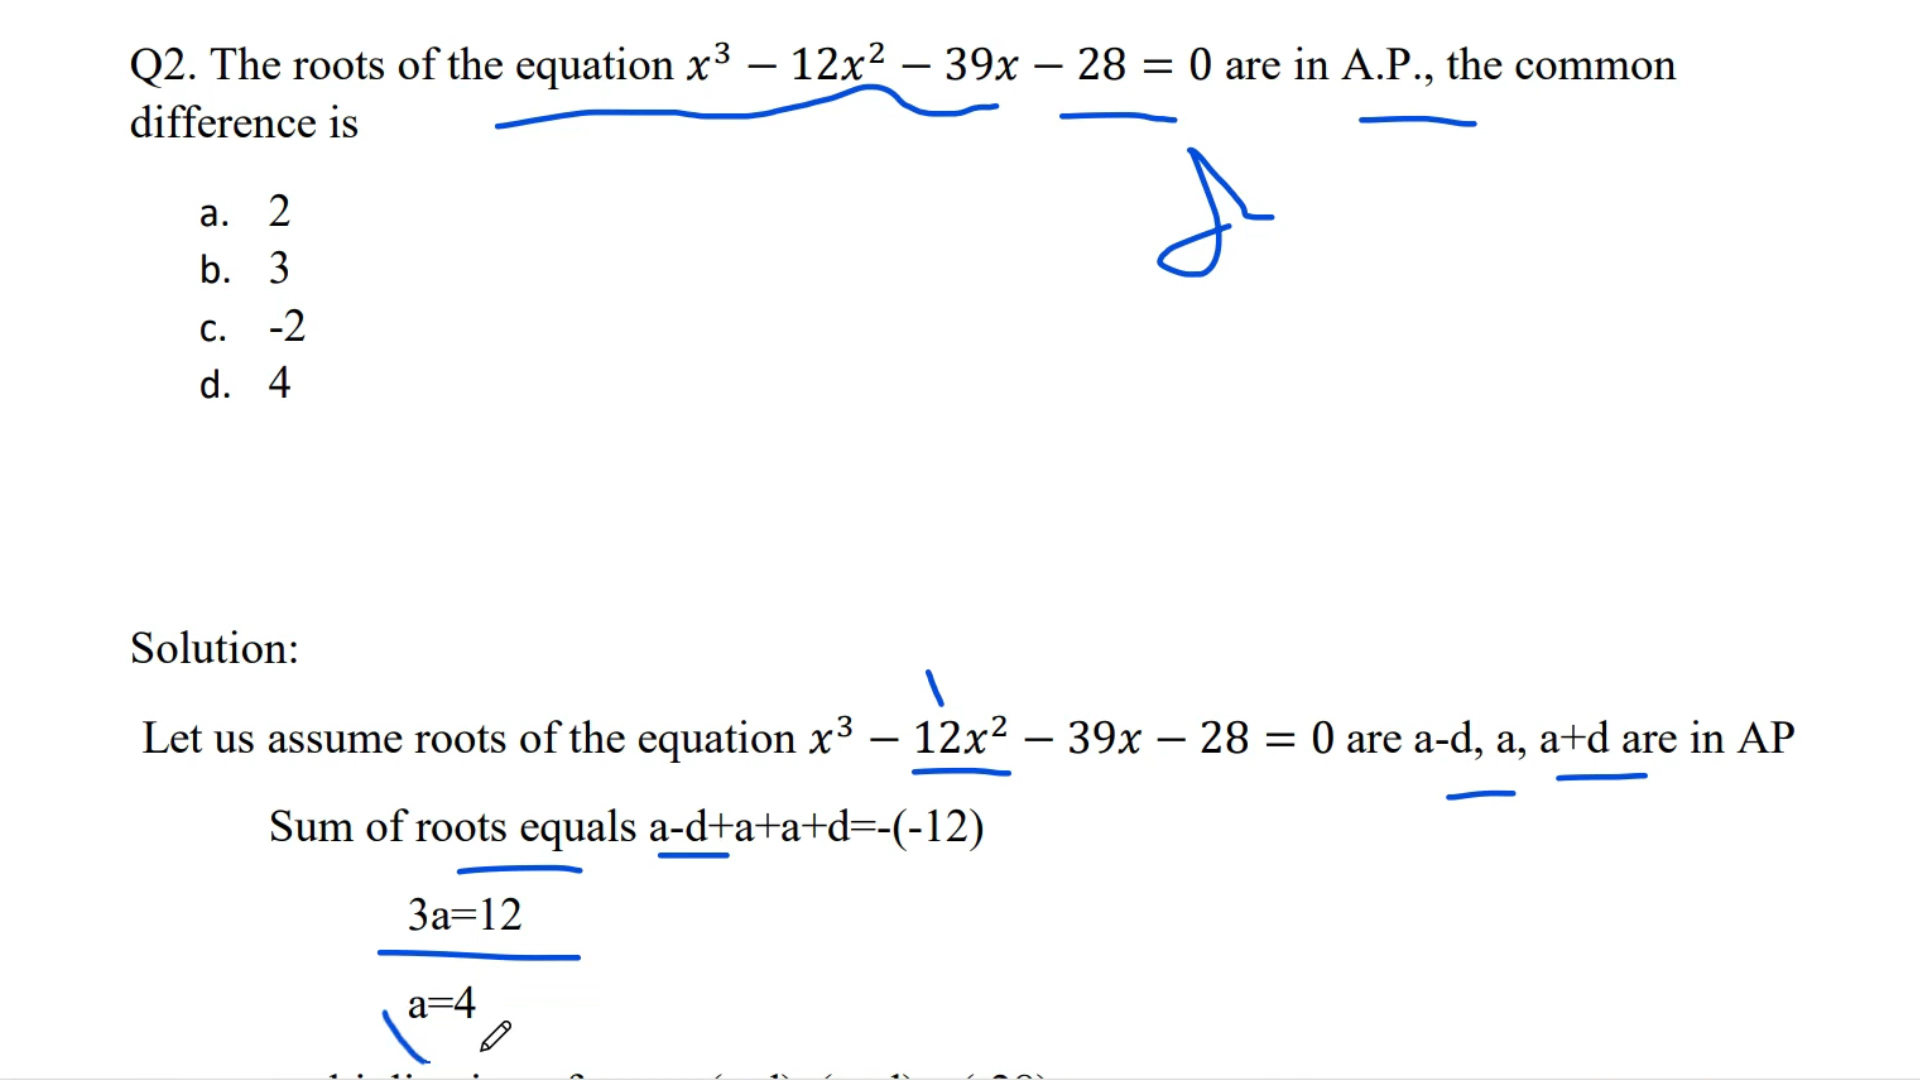 Q2. The roots of the equation x³ − 12x² − 39x − 28 = 0 are in A.P., the common
difference is
a. 2
b. 3
c. -2
d. 4
Solution:
Let us assume roots of the equation x³ − 12x² − 39x − 28 = 0 are a-d, a, a+d are in AP
Sum of roots equals a-d+a+a+d=-(-12)
3a=12
a=4